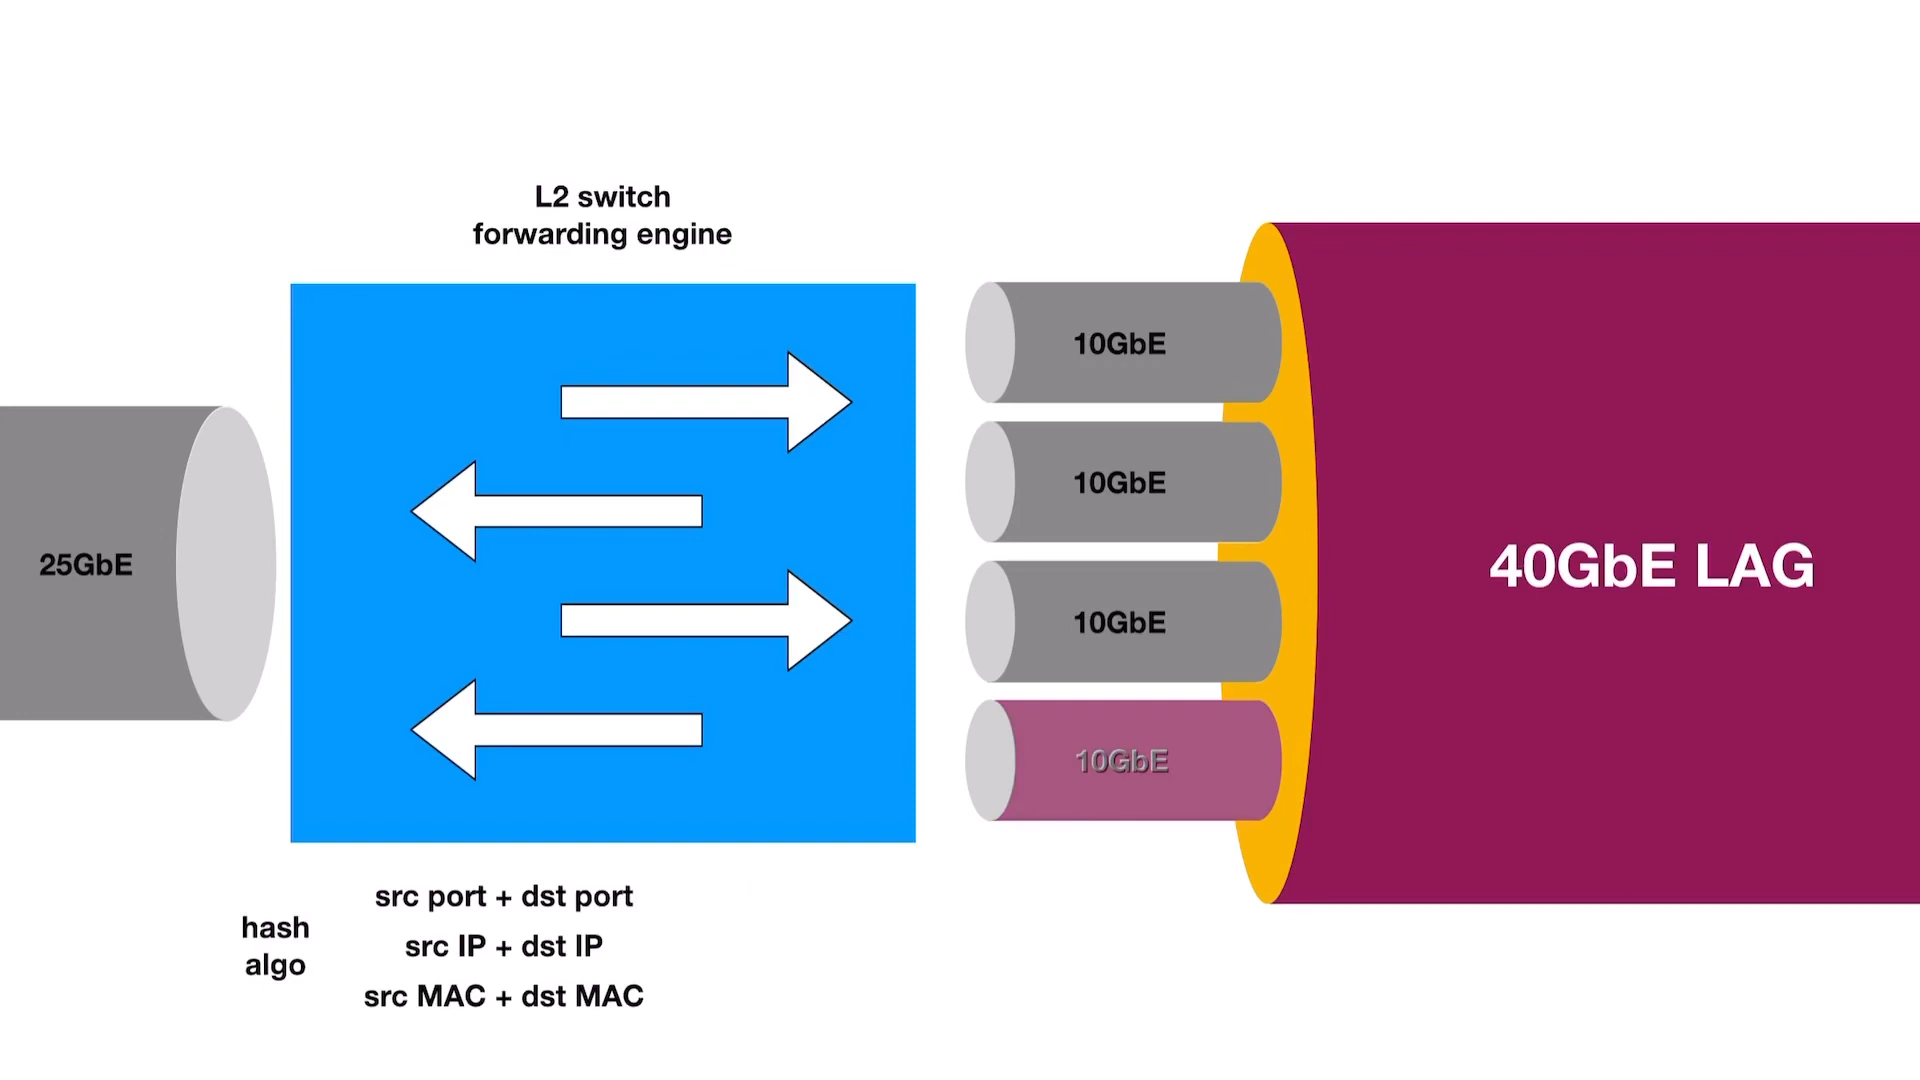 L2 switch
forwarding engine
10GbE
10GbE
25GbE
40GbE LAG
10GbE
10GbE
hash
algo
src port + dst port
src IP + dst IP
src MAC + dst MAC